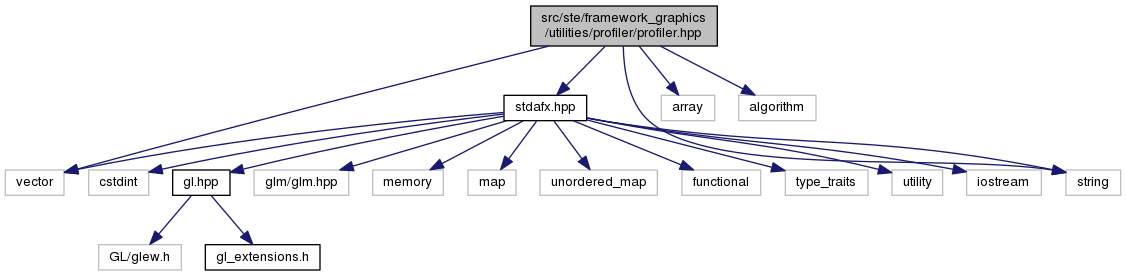 src/ste/framework_graphics
/utilities/profiler/profiler.hpp
stdafx.hpp
array
algorithm
vector
cstdint
gl.hpp
glm/glm.hpp
memory
map
unordered_map
functional
type_traits
utility
iostream
string
GL/glew.h
gl_extensions.h